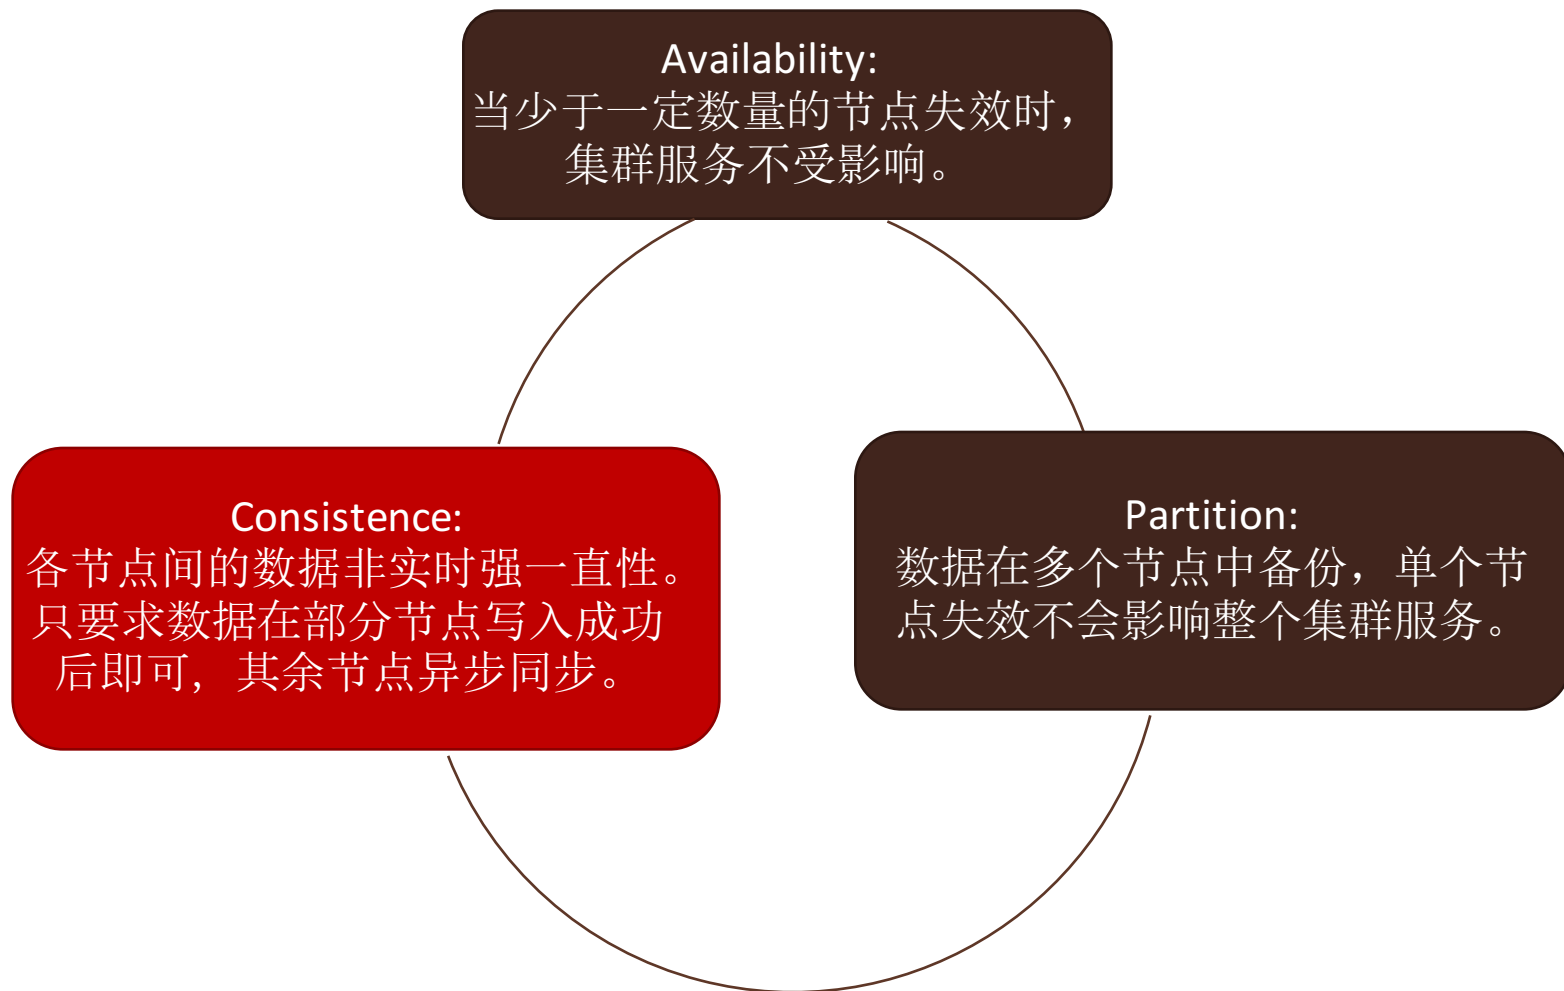 Availability:
当少于一定数量的节点失效时，
集群服务不受影响。
Consistence:
各节点间的数据非实时强一直性。
只要求数据在部分节点写入成功
后即可, 其余节点异步同步。
Partition:
数据在多个节点中备份，单个节
点失效不会影响整个集群服务。